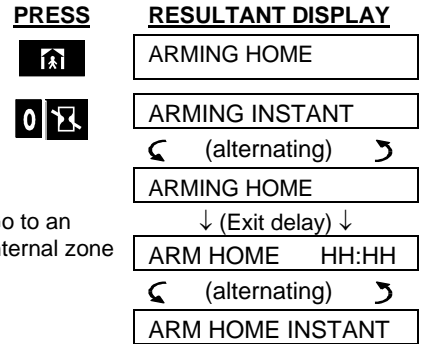 PRESS RESULTANT DISPLAY
ARMING HOME
0 ARMING INSTANT
(alternating)
ARMING HOME
↓ (Exit delay) ↓
o to an
nternal zone
ARM HOME HH:HH
(alternating)
ARM HOME INSTANT